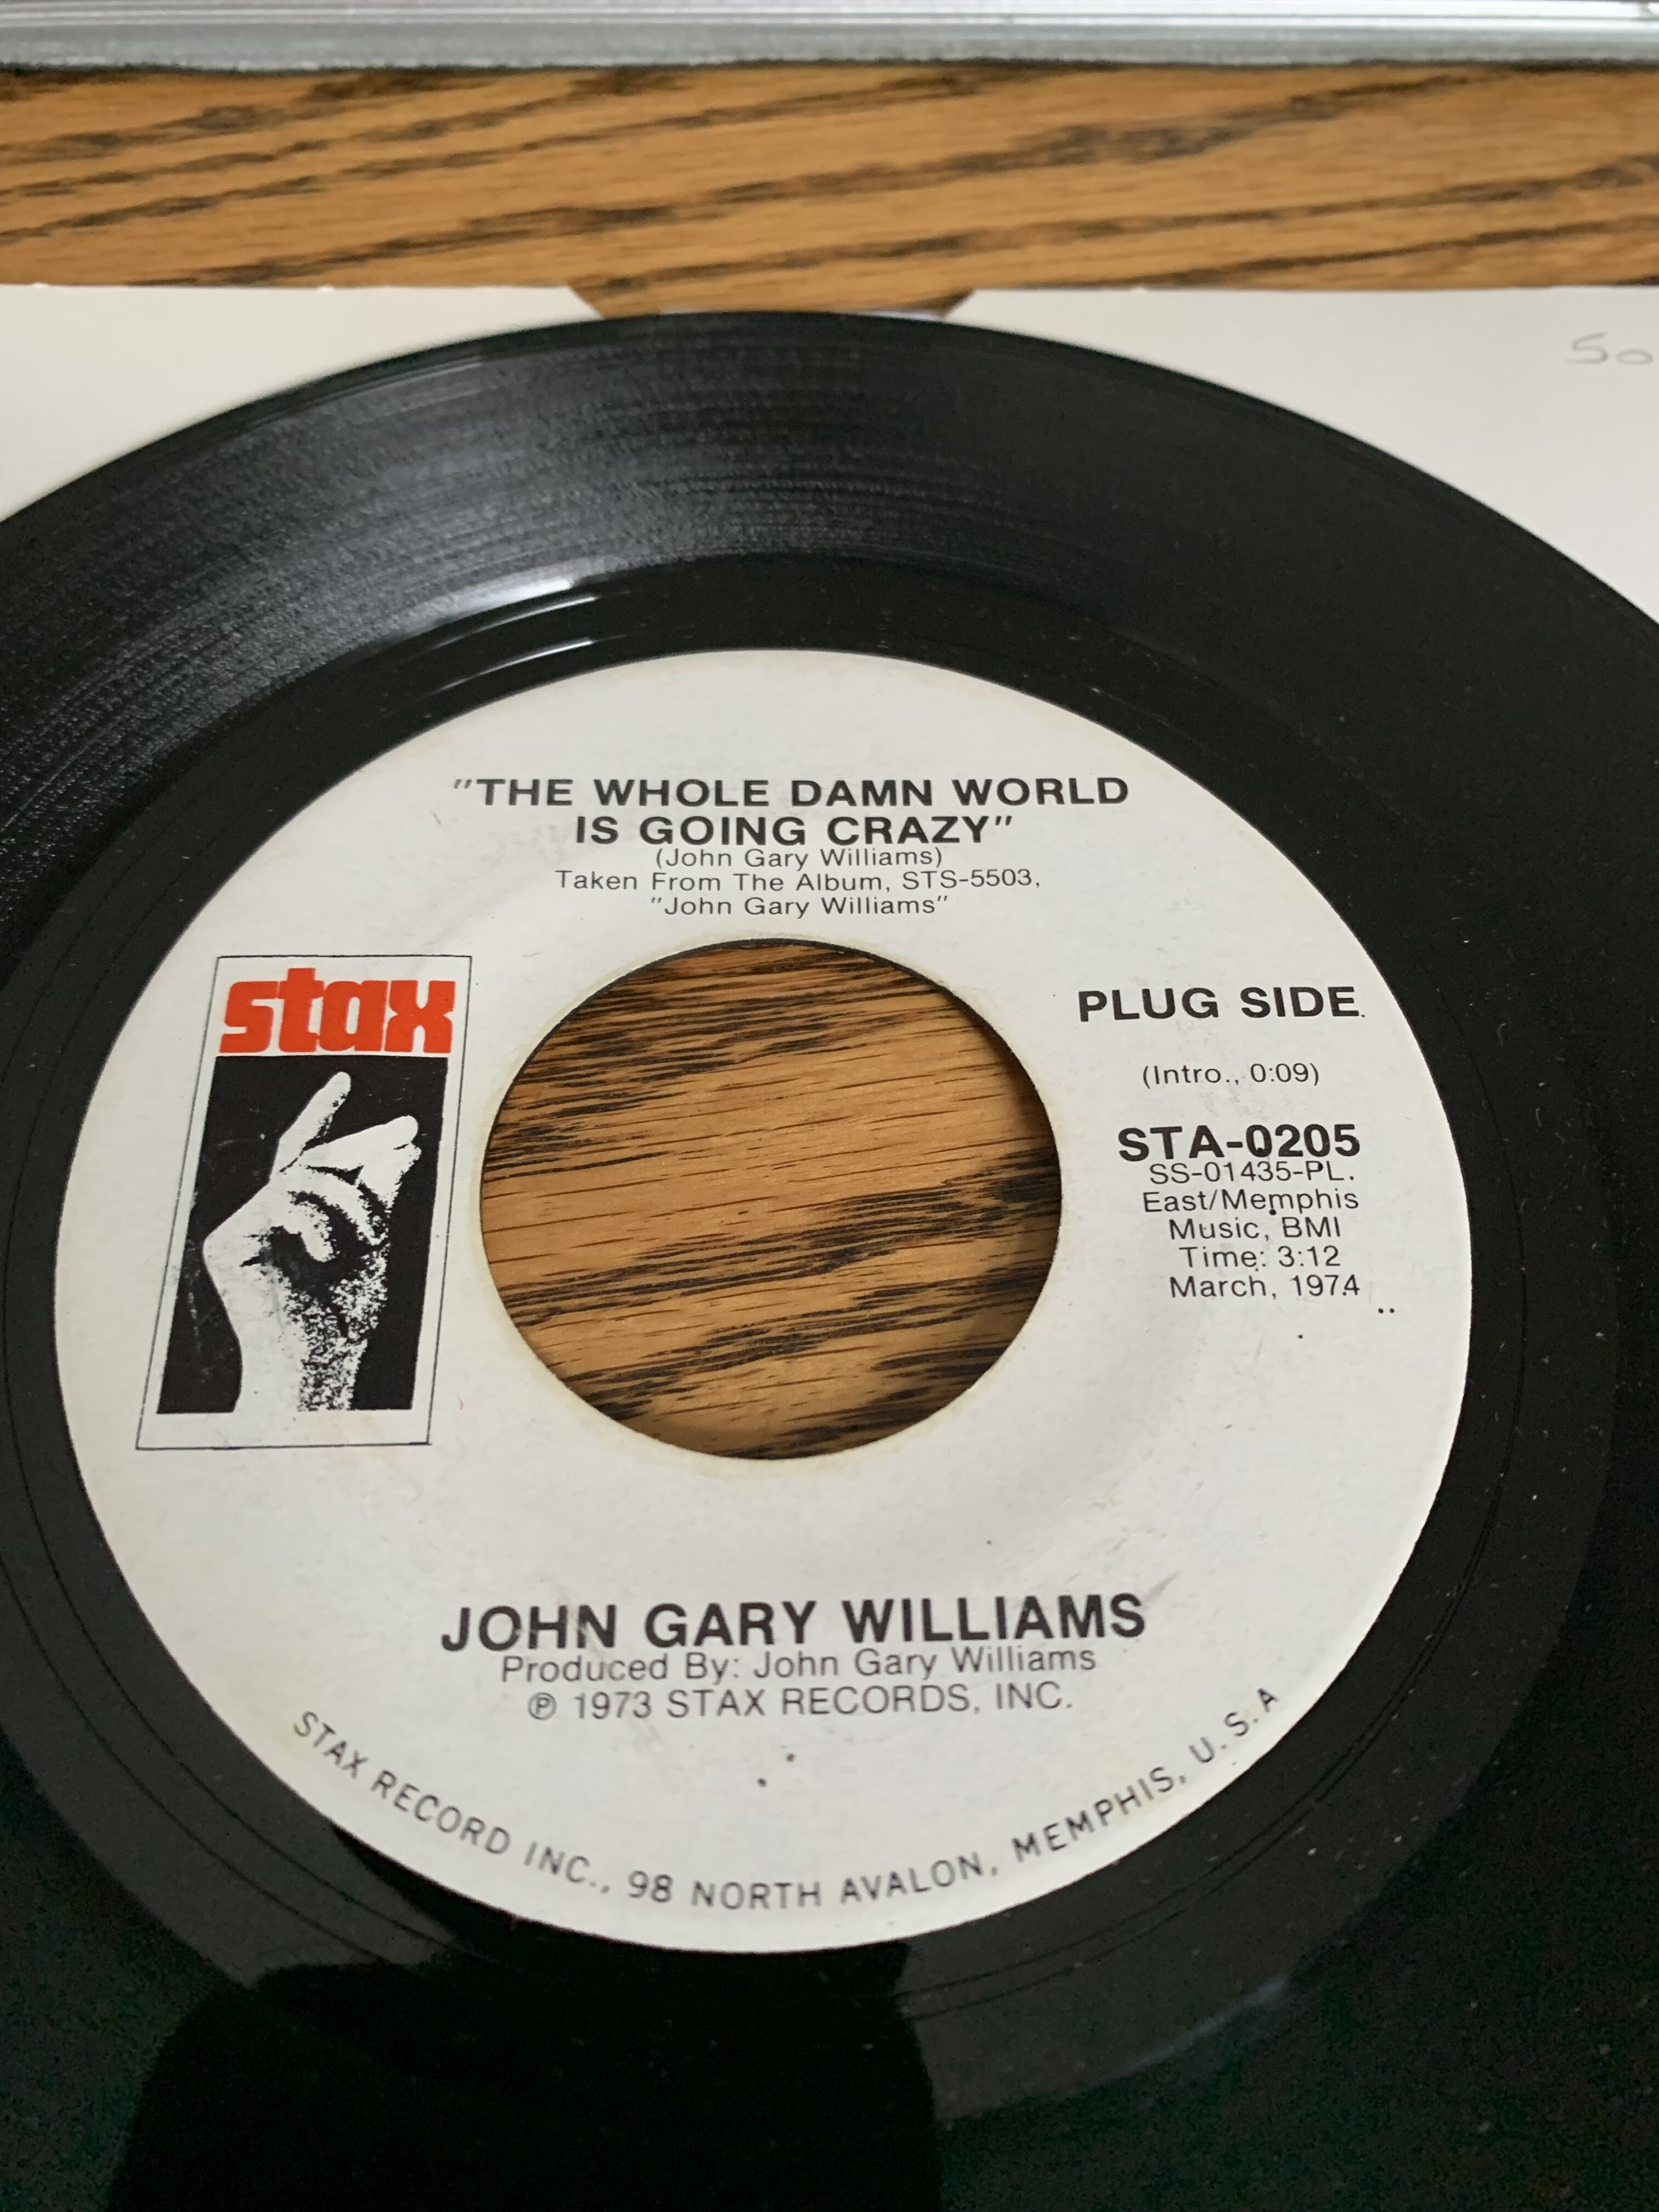 So
"THE WHOLE DAMN WORLD
IS GOING CRAZY"
(John Gary Williams)
Taken From The Album, STS-5503,
"John Gary Williams"
stax
PLUG SIDE
(Intro., 0:09)
STA-0205
SS-01435-PL.
East/Memphis
Music, BMI
Time: 3:12
March, 1974
JOHN GARY WILLIAMS
Produced By: John Gary Williams
℗ 1973 STAX RECORDS, INC.
STAX RECORD INC., 98 NORTH AVALON, MEMPHIS, U.S.A